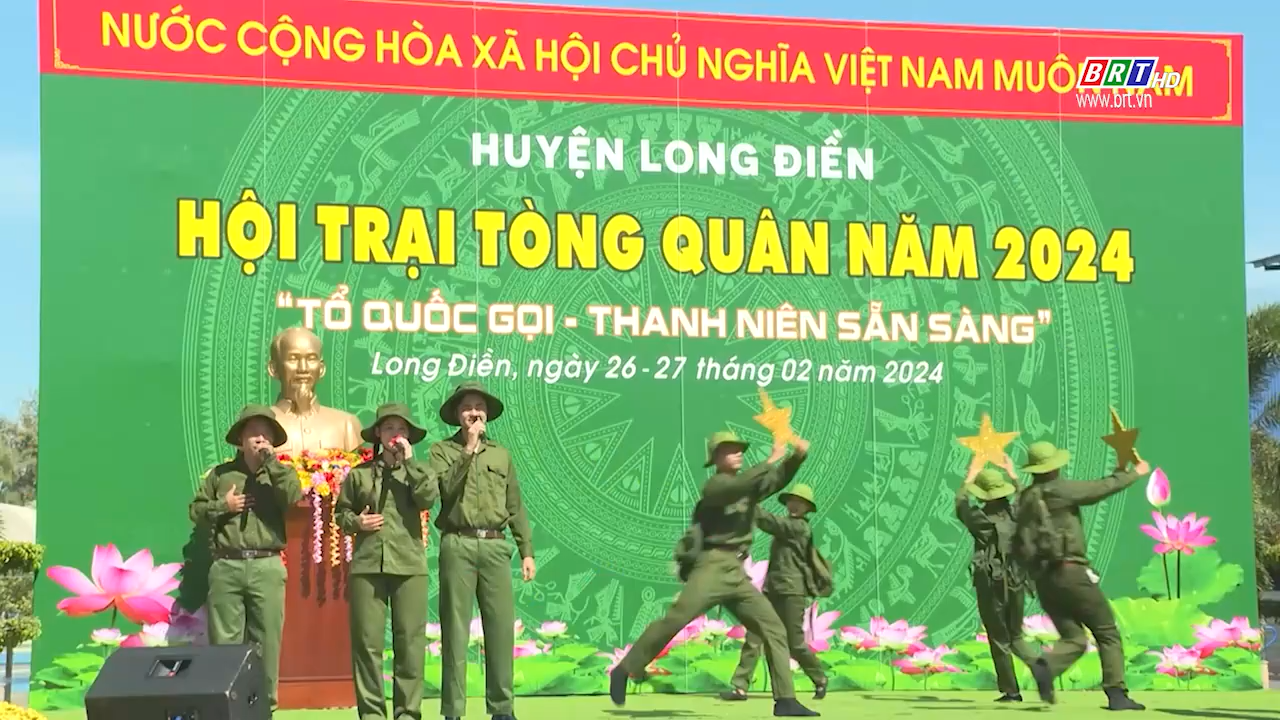 NƯỚC CỘNG HÒA XÃ HỘI CHỦ NGHĨA VIỆT NAM MUÔN NĂM
BRT HD
www.brt.vn
HUYỆN LONG ĐIỀN
HỘI TRẠI TÒNG QUÂN NĂM 2024
“TỔ QUỐC GỌI - THANH NIÊN SẴN SÀNG”
Long Điền, ngày 26 - 27 tháng 02 năm 2024